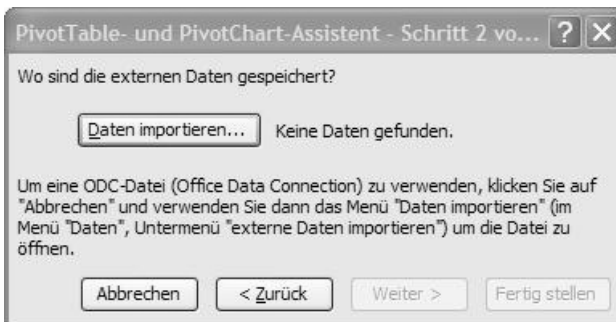 PivotTable- und PivotChart-Assistent - Schritt 2 vo... ? X
Wo sind die externen Daten gespeichert?
Daten importieren... Keine Daten gefunden.
Um eine ODC-Datei (Office Data Connection) zu verwenden, klicken Sie auf
"Abbrechen" und verwenden Sie dann das Menü "Daten importieren" (im
Menü "Daten", Untermenü "externe Daten importieren") um die Datei zu
öffnen.
Abbrechen < Zurück Weiter > Fertig stellen